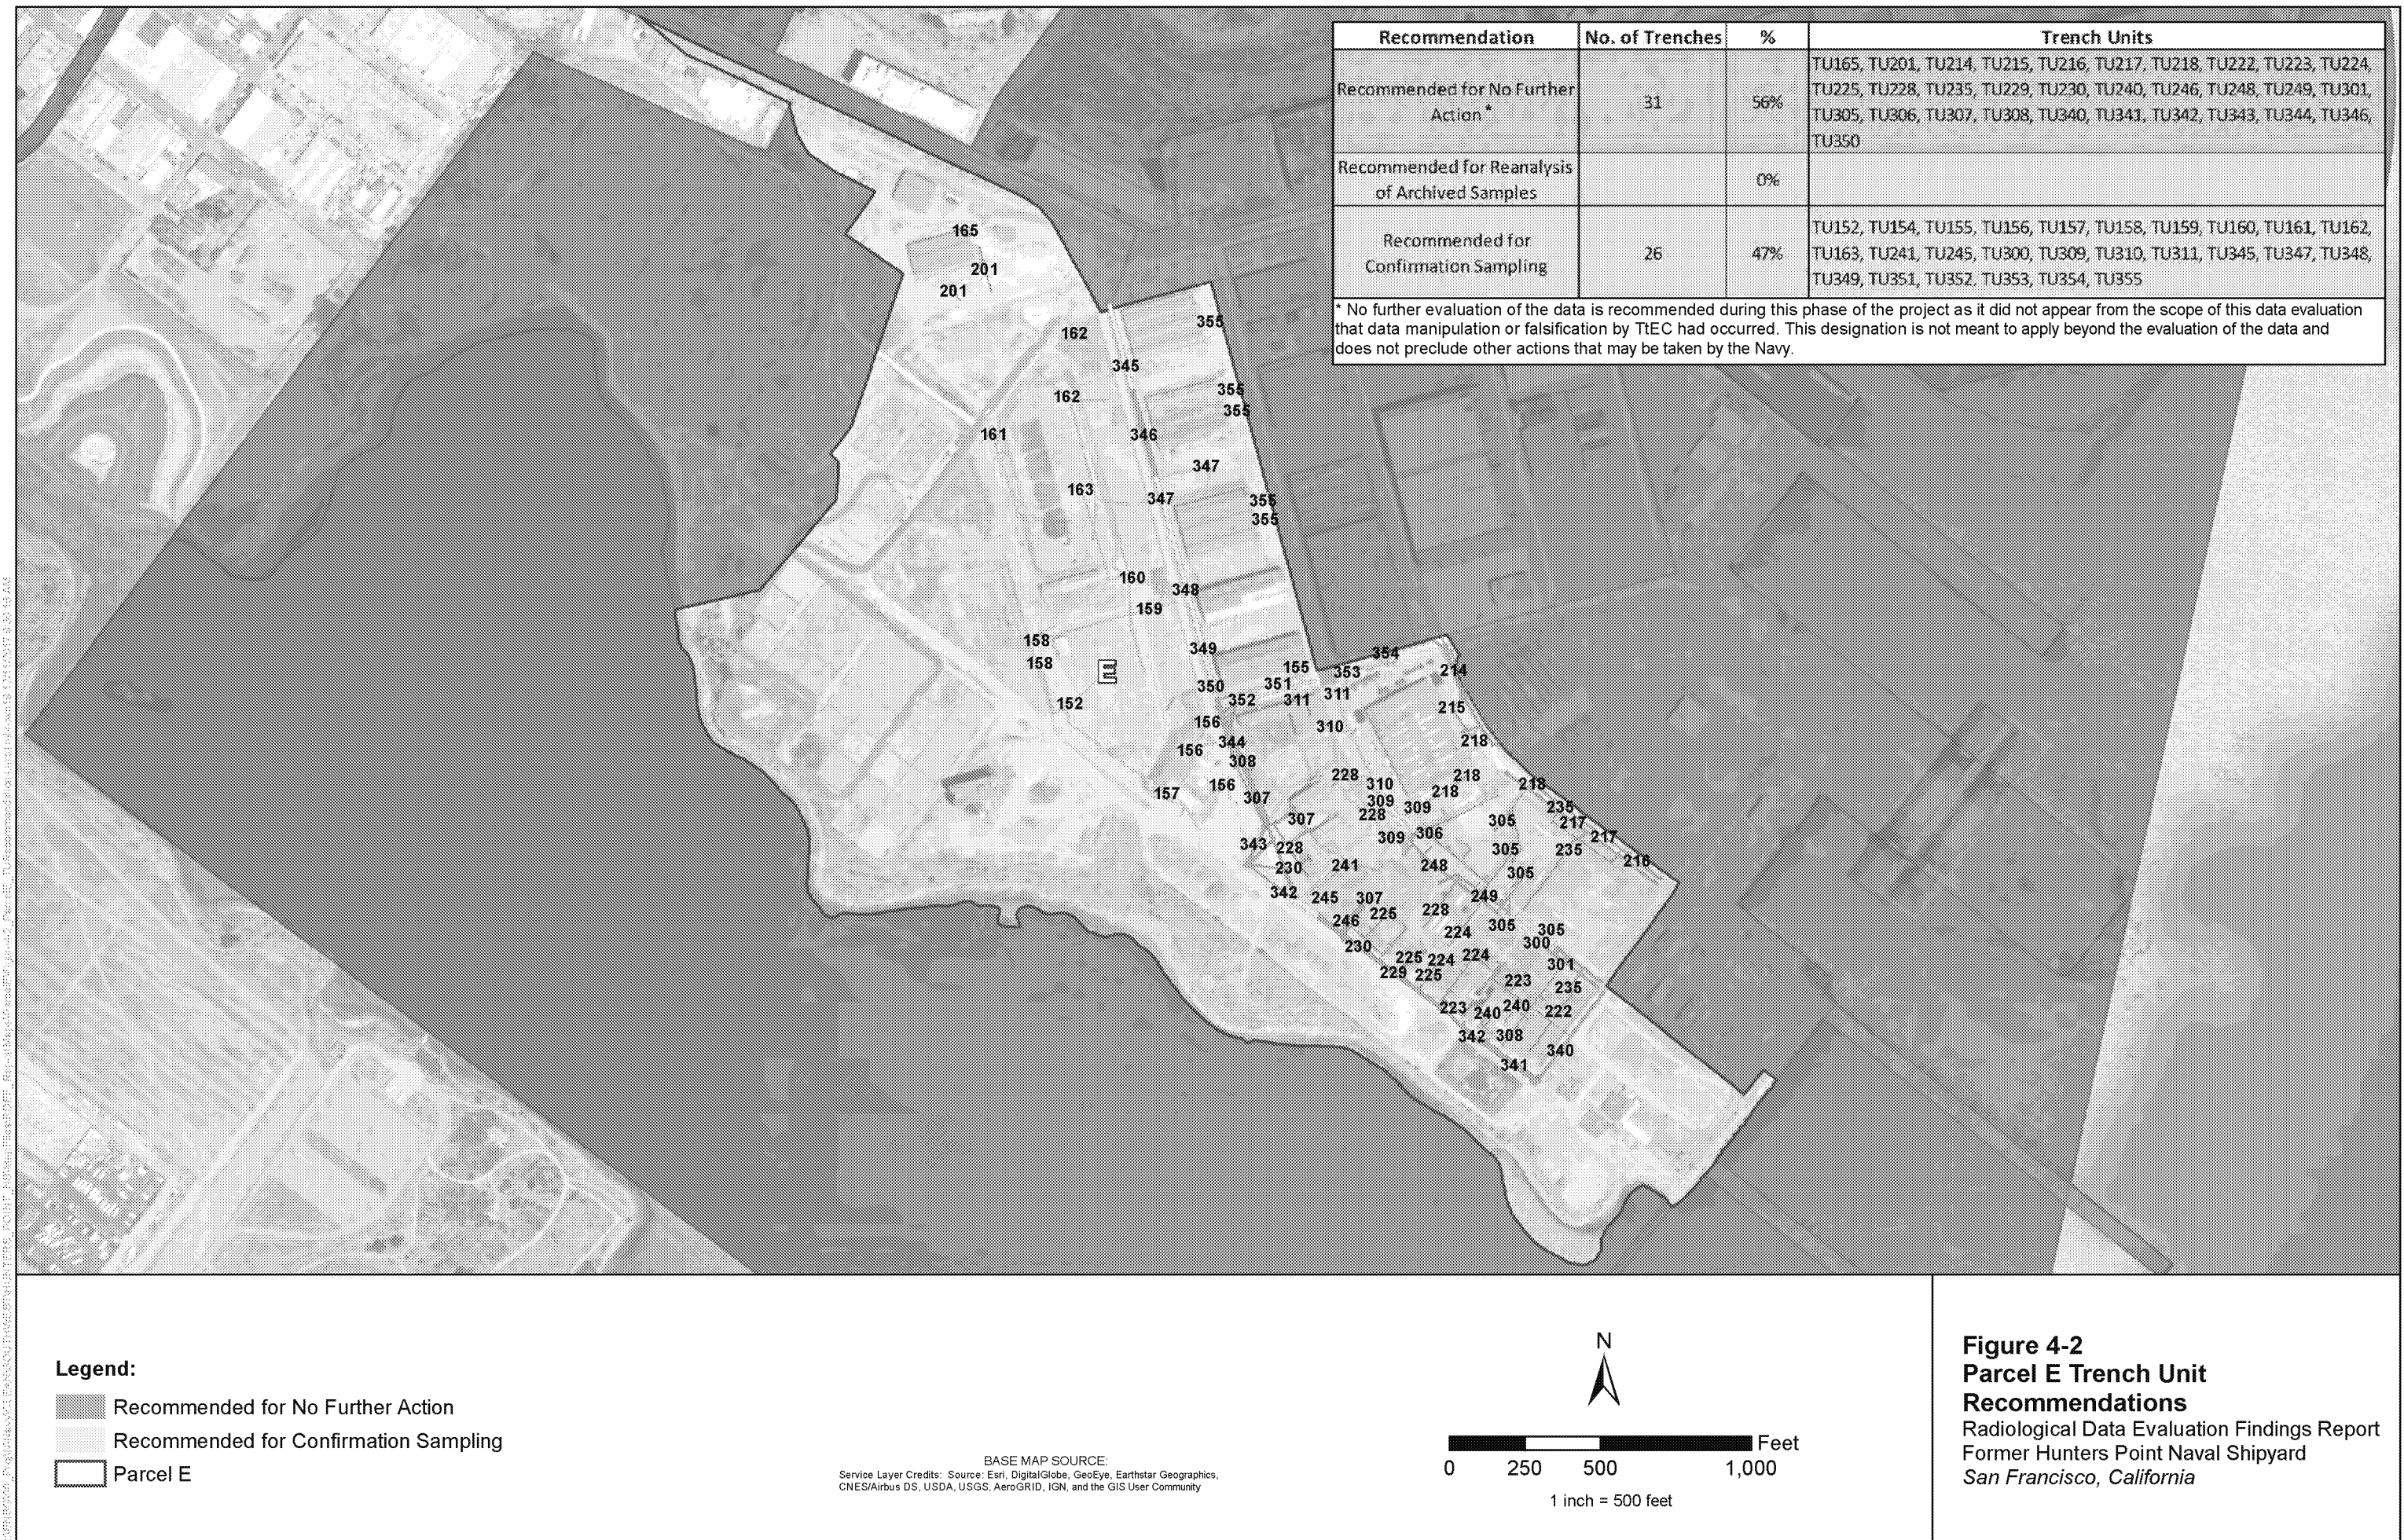 Recommendation No. of Trenches % Trench Units
Recommended for No Further Action * 31 56%
TU165, TU201, TU214, TU215, TU216, TU217, TU218, TU222, TU223, TU224,
TU225, TU228, TU235, TU229, TU230, TU240, TU246, TU248, TU249, TU301,
TU305, TU306, TU307, TU308, TU340, TU341, TU342, TU343, TU344, TU346,
TU350
Recommended for Reanalysis
of Archived Samples 0%
Recommended for
Confirmation Sampling 26 47%
TU152, TU154, TU155, TU156, TU157, TU158, TU159, TU160, TU161, TU162,
TU163, TU241, TU245, TU300, TU309, TU310, TU311, TU345, TU347, TU348,
TU349, TU351, TU352, TU353, TU354, TU355
* No further evaluation of the data is recommended during this phase of the project as it did not appear from the scope of this data evaluation
that data manipulation or falsification by TtEC had occurred. This designation is not meant to apply beyond the evaluation of the data and
does not preclude other actions that may be taken by the Navy.
165
201
201
355
162
345
355
162
355
161
346
347
163
347
355
355
160
348
159
158
349
354
158
155
353
214
E
351
350
311
352
311
152
215
156
310
344
218
156
308
228
218
310
156
218
218
157
307
309
309
235
228
307
305
217
306
309
217
343
228
305
235
216
230
241
248
305
342
245
307
249
225
228
246
305
305
224
300
230
224
225
224
301
229
225
223
235
223
240
240
222
342
308
340
341
Legend:
Recommended for No Further Action
Recommended for Confirmation Sampling
Parcel E
BASE MAP SOURCE:
Service Layer Credits: Source: Esri, DigitalGlobe, GeoEye, Earthstar Geographics,
CNES/Airbus DS, USDA, USGS, AeroGRID, IGN, and the GIS User Community
N
Feet
0 250 500 1,000
1 inch = 500 feet
Figure 4-2
Parcel E Trench Unit
Recommendations
Radiological Data Evaluation Findings Report
Former Hunters Point Naval Shipyard
San Francisco, California